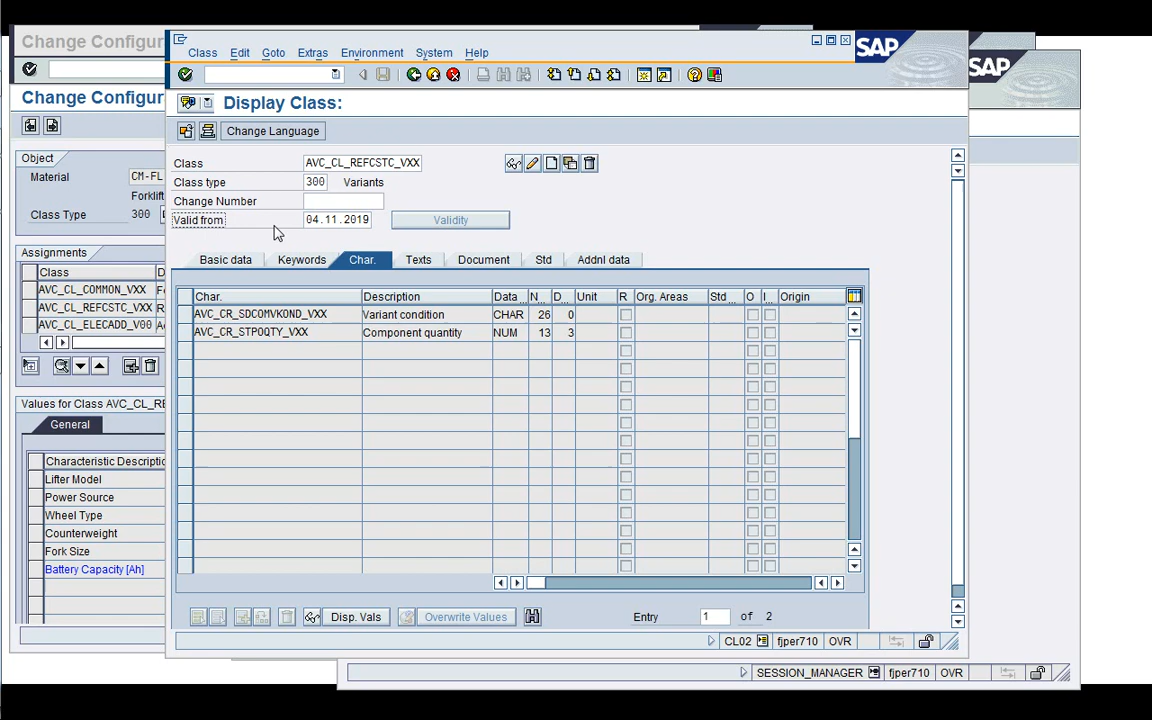 Change Configur
Change Configur
Object
Material
CM-FL
Forklift
Class Type
300
Assignments
Class
AVC_CL_COMMON_VXX
AVC_CL_REFCSTC_VXX
AVC_CL_ELECADD_V00
Values for Class AVC_CL_RE
General
Characteristic Descriptio
Lifter Model
Power Source
Wheel Type
Counterweight
Fork Size
Battery Capacity [Ah]
Class Edit Goto Extras Environment System Help
SAP
SAP
Display Class:
Change Language
Class AVC_CL_REFCSTC_VXX
Class type 300 Variants
Change Number
Valid from 04.11.2019 Validity
Basic data Keywords Char. Texts Document Std Addnl data
Char. Description Data ... N... D... Unit R Org. Areas Std... O I... Origin
AVC_CR_SDCOMVKOND_VXX Variant condition CHAR 26 0
AVC_CR_STPOQTY_VXX Component quantity NUM 13 3
Disp. Vals Overwrite Values Entry 1 of 2
CL02 fjper710 OVR
SESSION_MANAGER fjper710 OVR